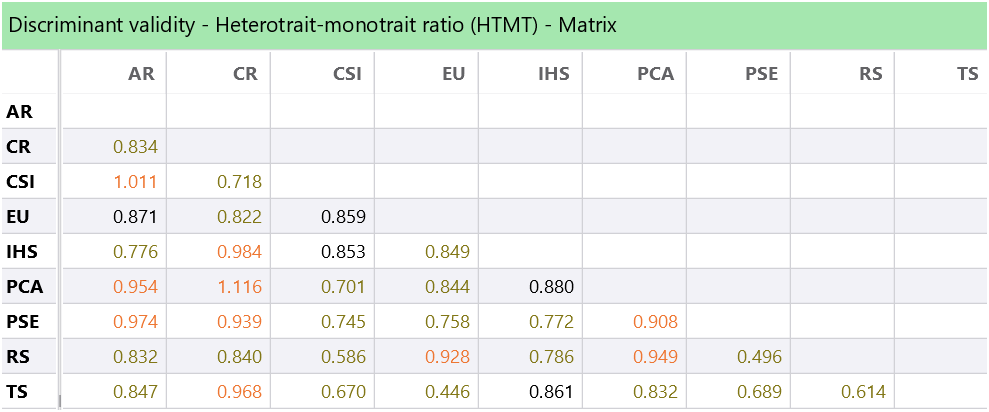 Discriminant validity - Heterotrait-monotrait ratio (HTMT) - Matrix
AR CR CSI EU IHS PCA PSE RS TS
AR
CR 0.834
CSI 1.011 0.718
EU 0.871 0.822 0.859
IHS 0.776 0.984 0.853 0.849
PCA 0.954 1.116 0.701 0.844 0.880
PSE 0.974 0.939 0.745 0.758 0.772 0.908
RS 0.832 0.840 0.586 0.928 0.786 0.949 0.496
TS 0.847 0.968 0.670 0.446 0.861 0.832 0.689 0.614